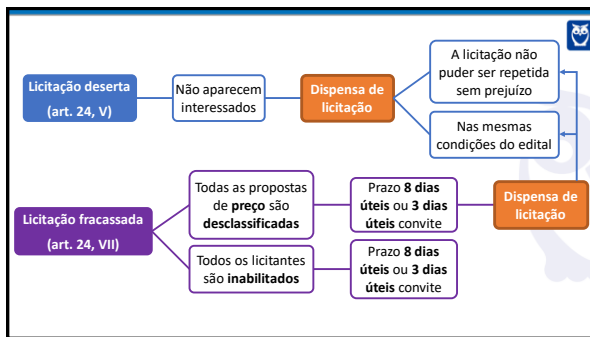 Licitação deserta
(art. 24, V)
Não aparecem
interessados
Dispensa de
licitação
A licitação não
puder ser repetida
sem prejuízo
Nas mesmas
condições do edital
Licitação fracassada
(art. 24, VII)
Todas as propostas
de preço são
desclassificadas
Prazo 8 dias
úteis ou 3 dias
úteis convite
Dispensa de
licitação
Todos os licitantes
são inabilitados
Prazo 8 dias
úteis ou 3 dias
úteis convite